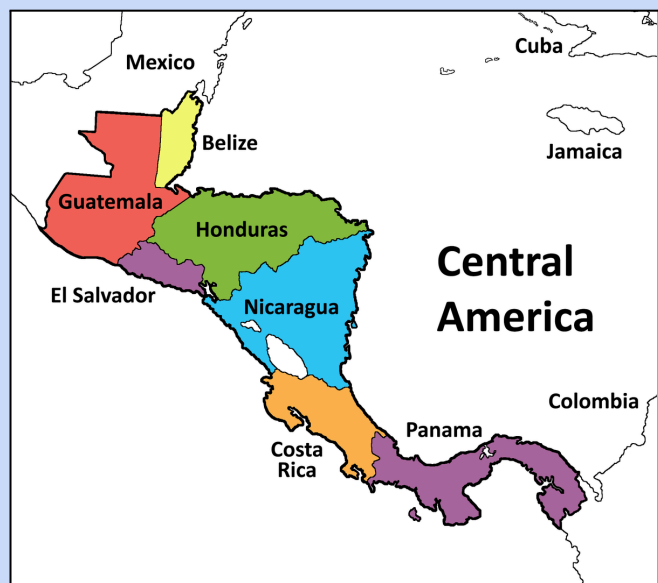 Cuba
Mexico
Belize
Jamaica
Guatemala
Honduras
Central
America
El Salvador
Nicaragua
Colombia
Panama
Costa
Rica